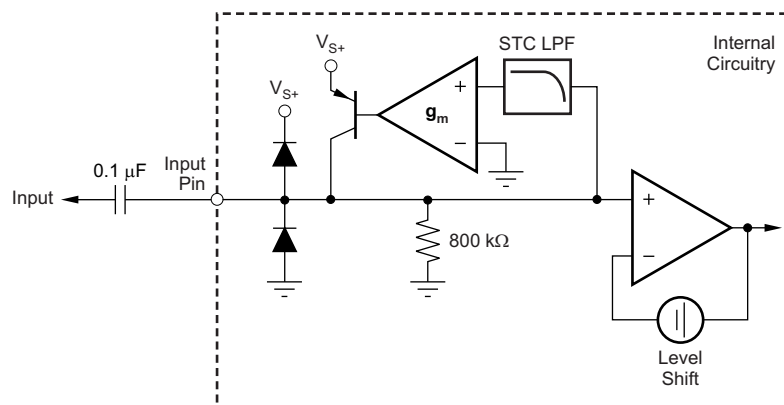 V_S+
STC LPF
Internal
Circuitry
V_S+
+
g_m
−
0.1 μF
Input
Pin
Input
+
800 kΩ
−
Level
Shift